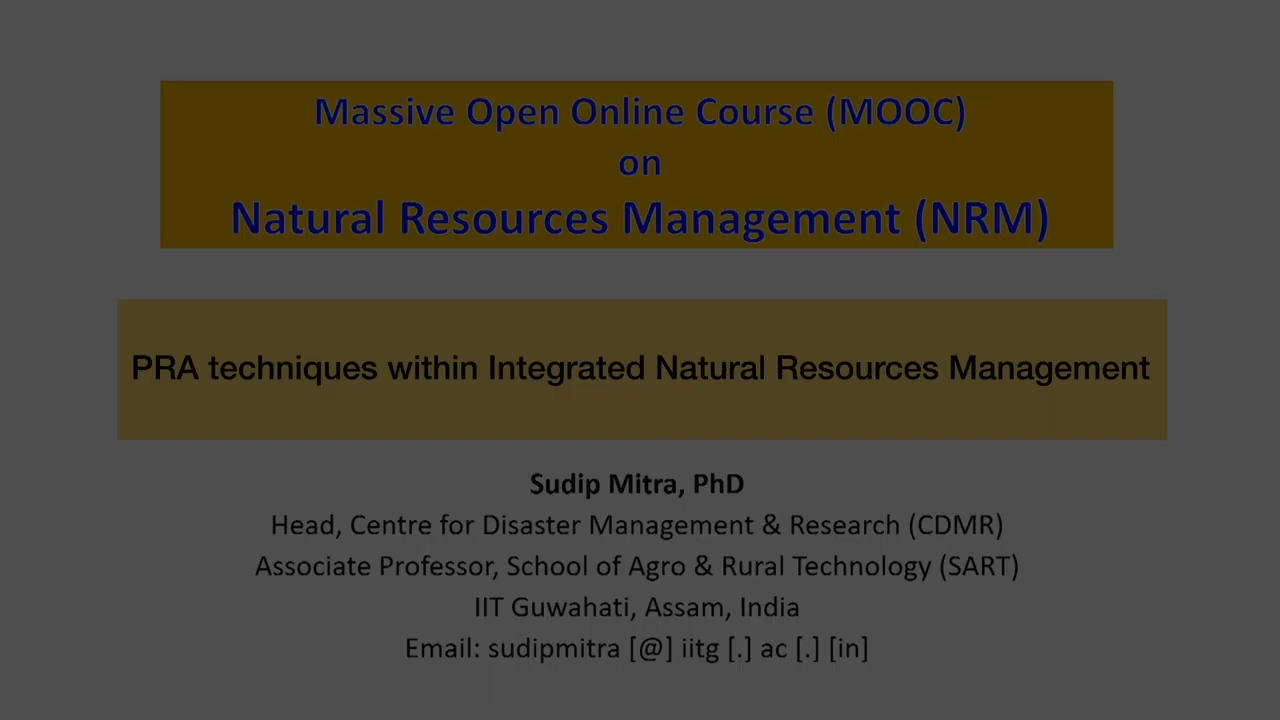 Massive Open Online Course (MOOC)
on
Natural Resources Management (NRM)
PRA techniques within Integrated Natural Resources Management
Sudip Mitra, PhD
Head, Centre for Disaster Management & Research (CDMR)
Associate Professor, School of Agro & Rural Technology (SART)
IIT Guwahati, Assam, India
Email: sudipmitra [@] iitg [.] ac [.] [in]